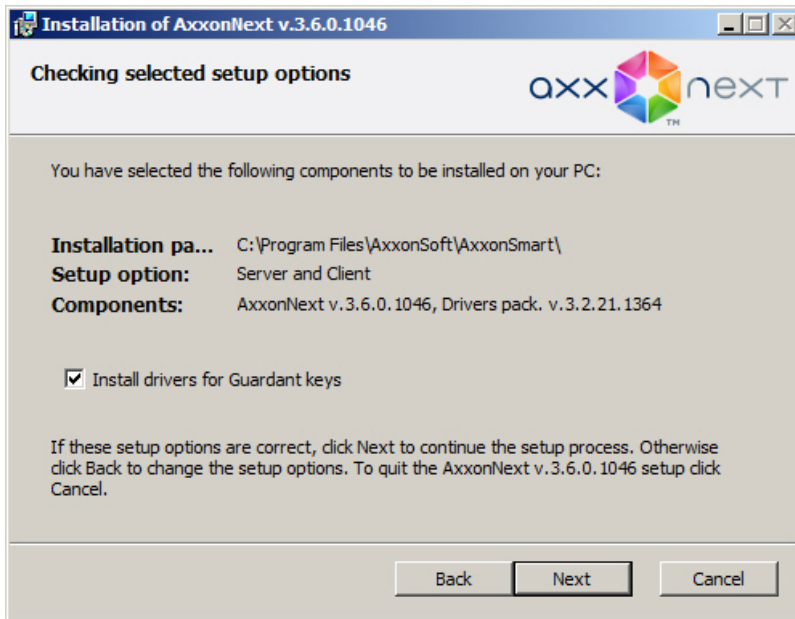 Installation of AxxonNext v.3.6.0.1046
Checking selected setup options
axx next
TM
You have selected the following components to be installed on your PC:
Installation pa... C:\Program Files\AxxonSoft\AxxonSmart\
Setup option: Server and Client
Components: AxxonNext v.3.6.0.1046, Drivers pack. v.3.2.21.1364
Install drivers for Guardant keys
If these setup options are correct, click Next to continue the setup process. Otherwise
click Back to change the setup options. To quit the AxxonNext v.3.6.0.1046 setup click
Cancel.
Back Next Cancel